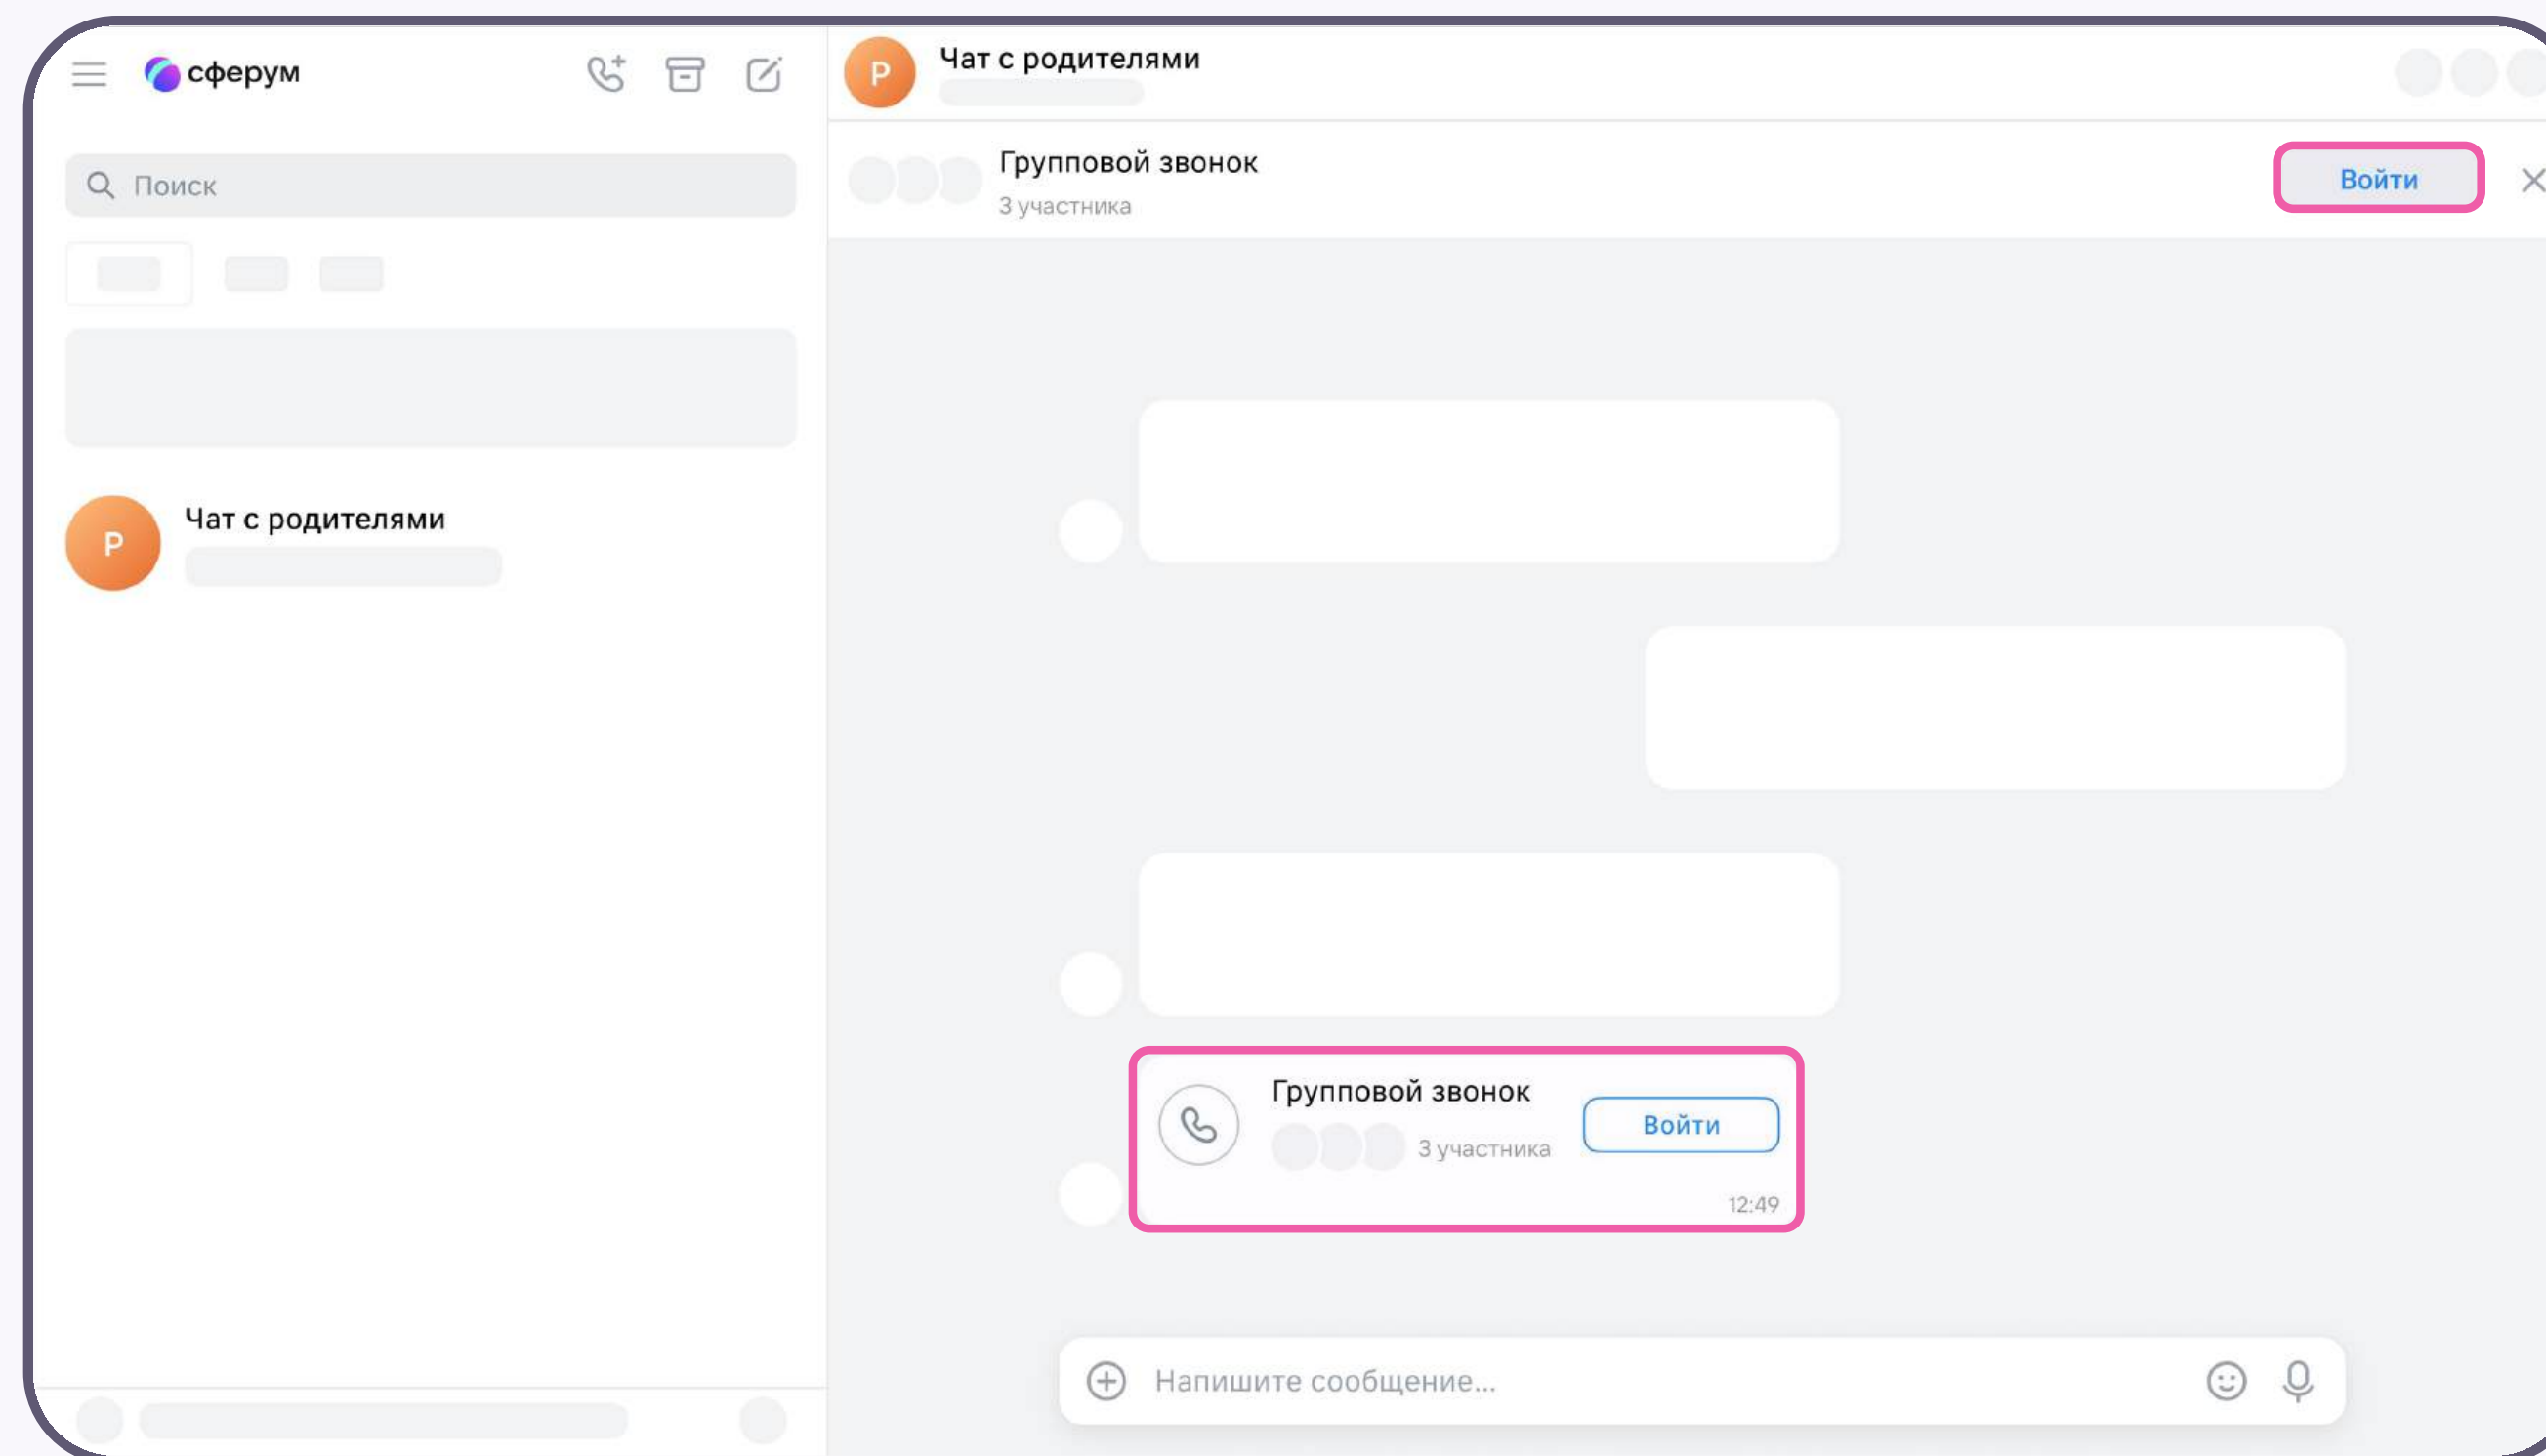 сферум
Поиск
Р
Чат с родителями
Р
Чат с родителями
Групповой звонок
3 участника
Войти
Групповой звонок
3 участника
Войти
12:49
Напишите сообщение...